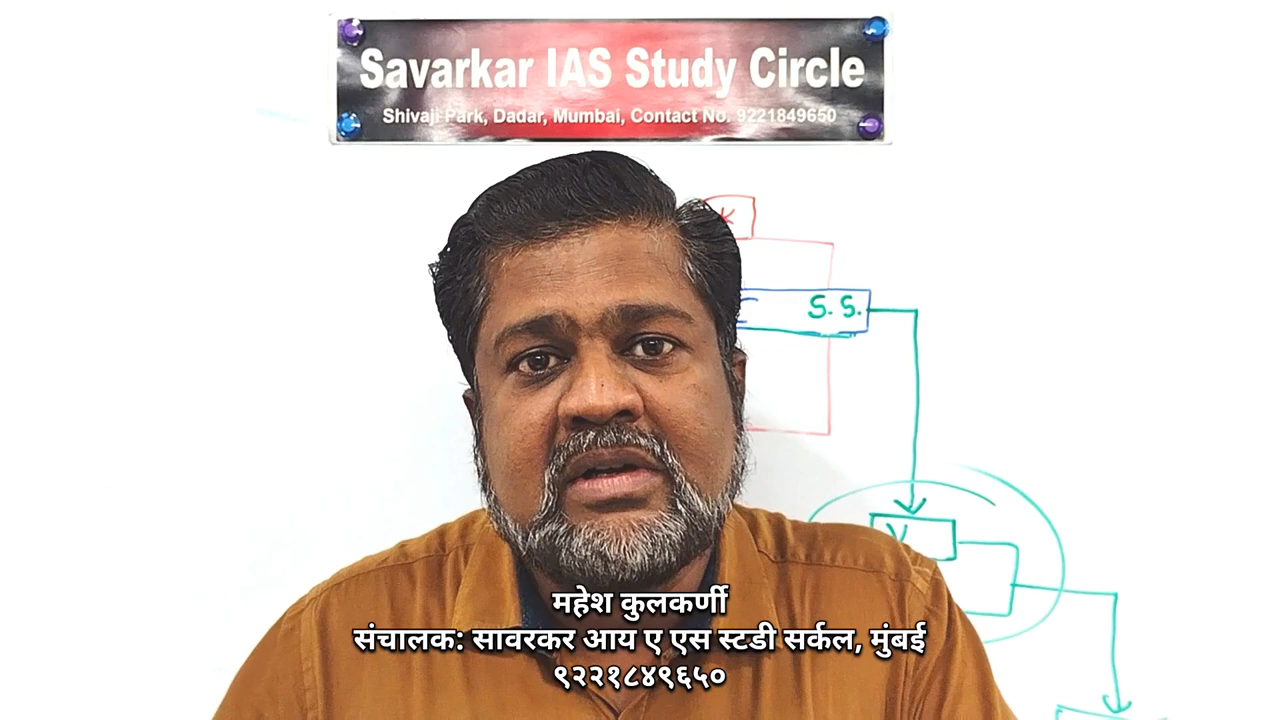 Savarkar IAS Study Circle
Shivaji Park, Dadar, Mumbai, Contact No. 9221849650
K
S. S.
महेश कुलकर्णी
संचालक: सावरकर आय ए एस स्टडी सर्कल, मुंबई
९२२१८४९६५०